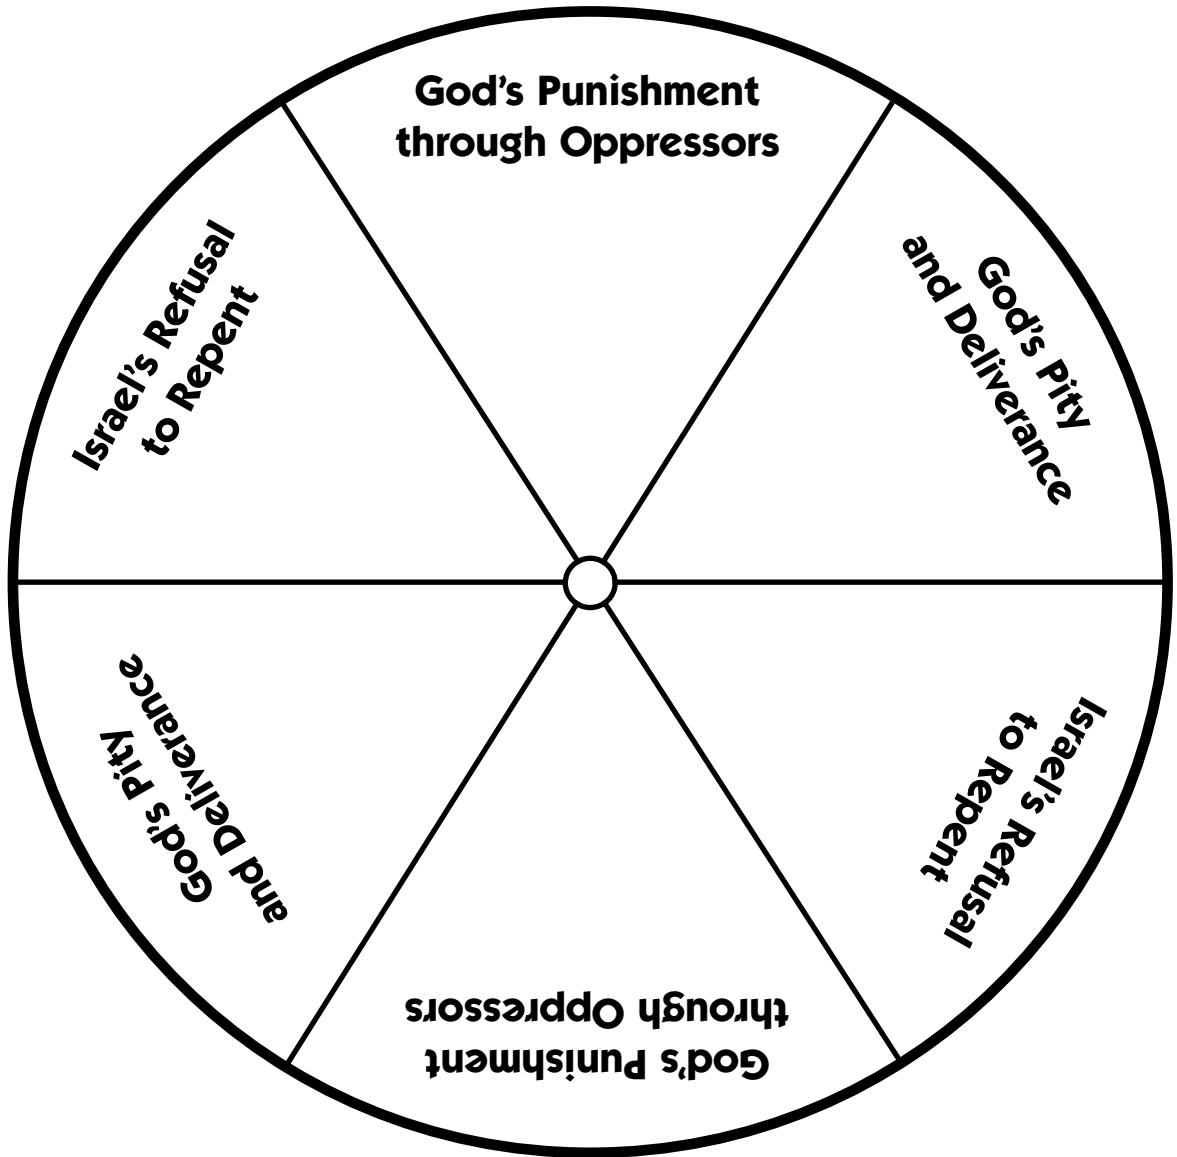 God's Punishment
through Oppressors
God's Pity
and Deliverance
Israel's Refusal
to Repent
God's Punishment
through Oppressors
God's Pity
and Deliverance
Israel's Refusal
to Repent